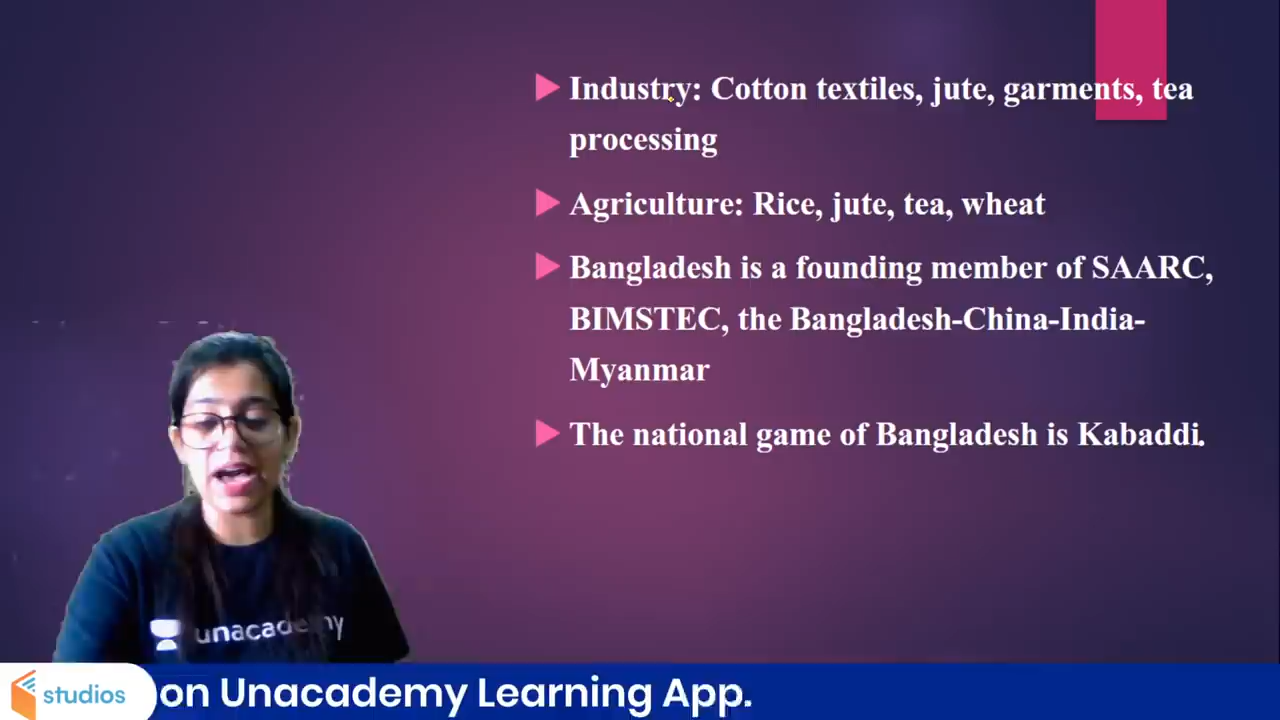 Industry: Cotton textiles, jute, garments, tea
processing
Agriculture: Rice, jute, tea, wheat
Bangladesh is a founding member of SAARC,
BIMSTEC, the Bangladesh-China-India-
Myanmar
The national game of Bangladesh is Kabaddi.
unacademy
studios
on Unacademy Learning App.